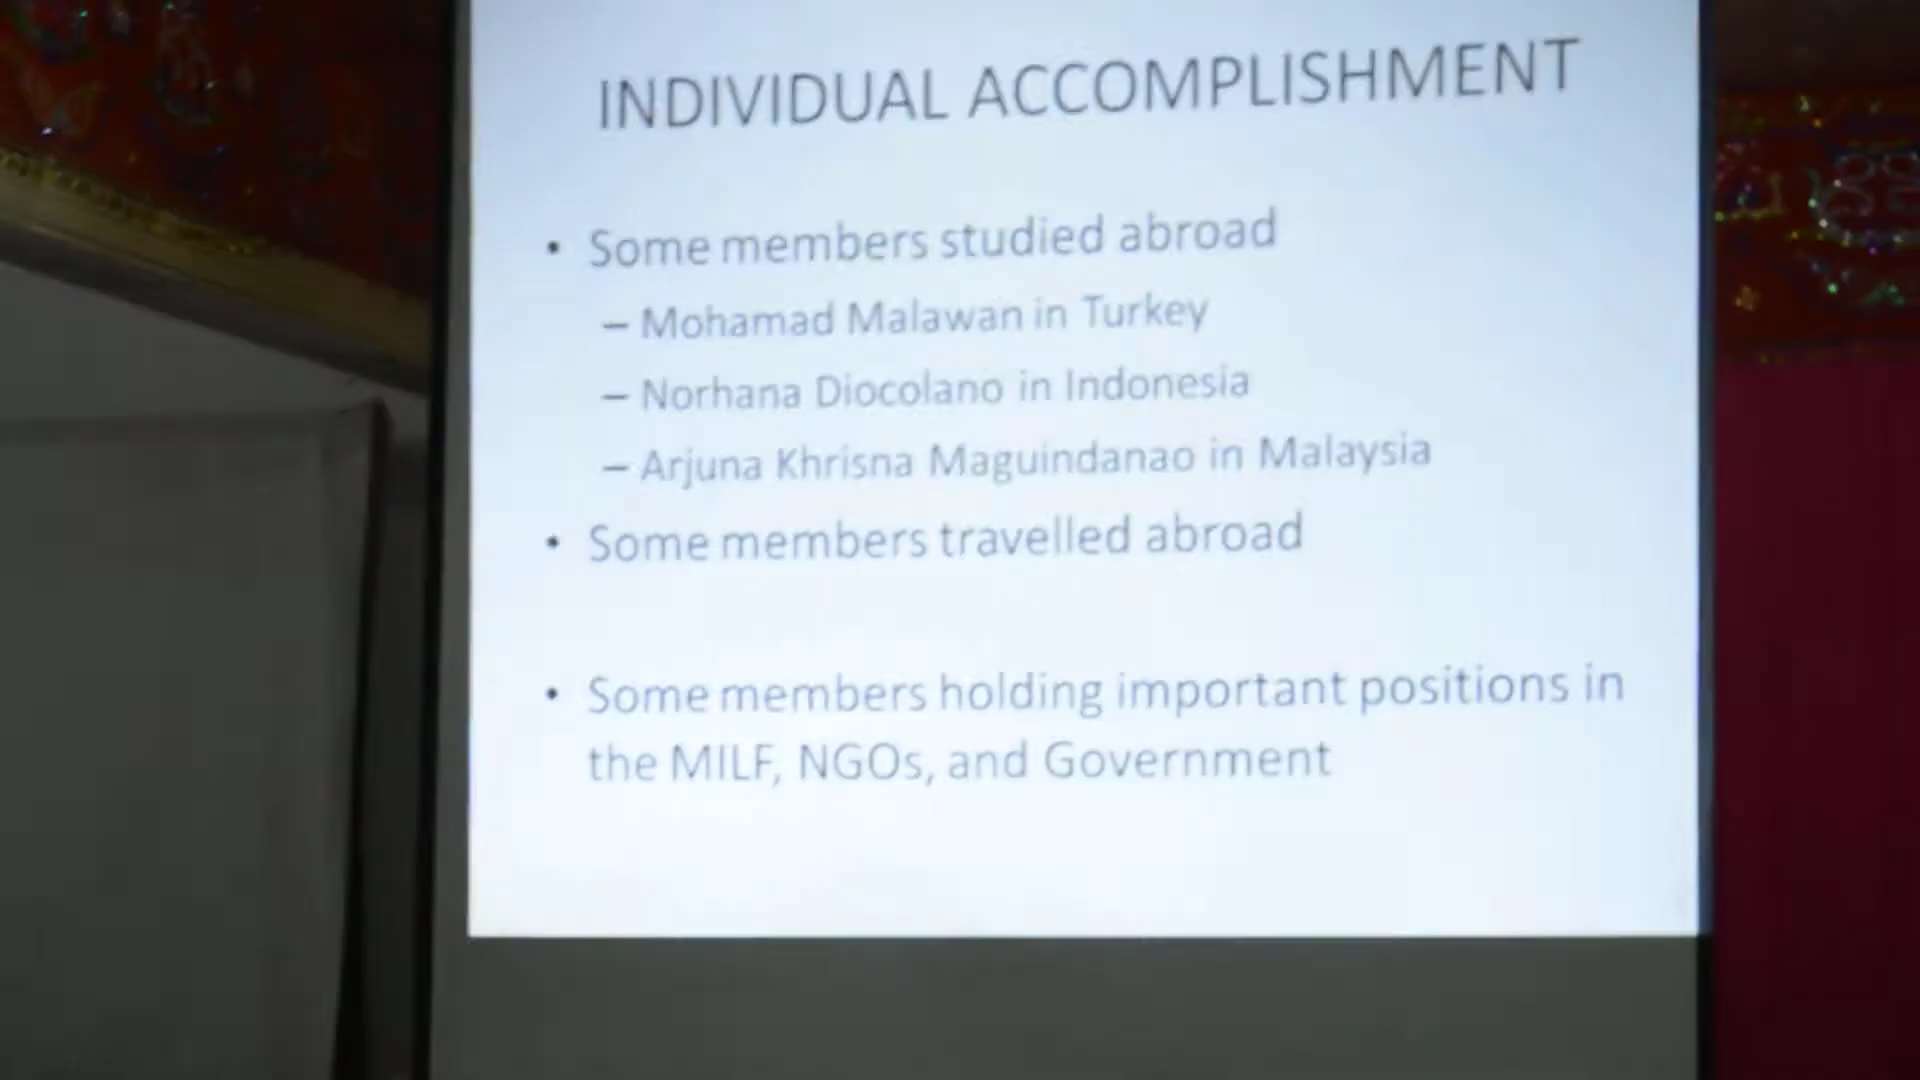 INDIVIDUAL ACCOMPLISHMENT
• Some members studied abroad
– Mohamad Malawan in Turkey
– Norhana Diocolano in Indonesia
– Arjuna Khrisna Maguindanao in Malaysia
• Some members travelled abroad
• Some members holding important positions in
the MILF, NGOs, and Government